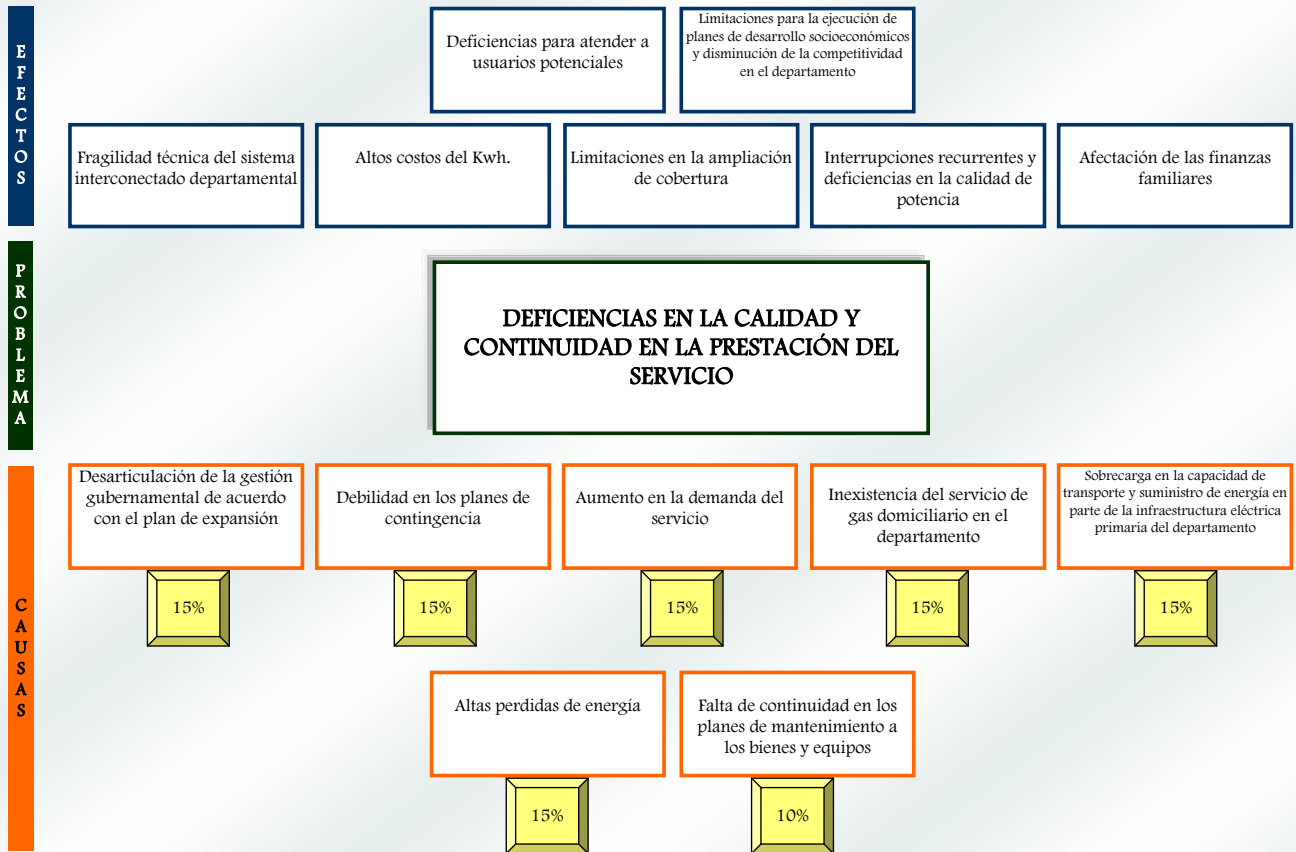 EFECTOS
Deficiencias para atender a
usuarios potenciales
Limitaciones para la ejecución de
planes de desarrollo socioeconómicos
y disminución de la competitividad
en el departamento
Fragilidad técnica del sistema
interconectado departamental
Altos costos del Kwh.
Limitaciones en la ampliación
de cobertura
Interrupciones recurrentes y
deficiencias en la calidad de
potencia
Afectación de las finanzas
familiares
PROBLEMA
DEFICIENCIAS EN LA CALIDAD Y
CONTINUIDAD EN LA PRESTACIÓN DEL
SERVICIO
CAUSAS
Desarticulación de la gestión
gubernamental de acuerdo
con el plan de expansión
15%
Debilidad en los planes de
contingencia
15%
Aumento en la demanda del
servicio
15%
Inexistencia del servicio de
gas domiciliario en el
departamento
15%
Sobrecarga en la capacidad de
transporte y suministro de energía en
parte de la infraestructura eléctrica
primaria del departamento
15%
Altas perdidas de energía
15%
Falta de continuidad en los
planes de mantenimiento a
los bienes y equipos
10%